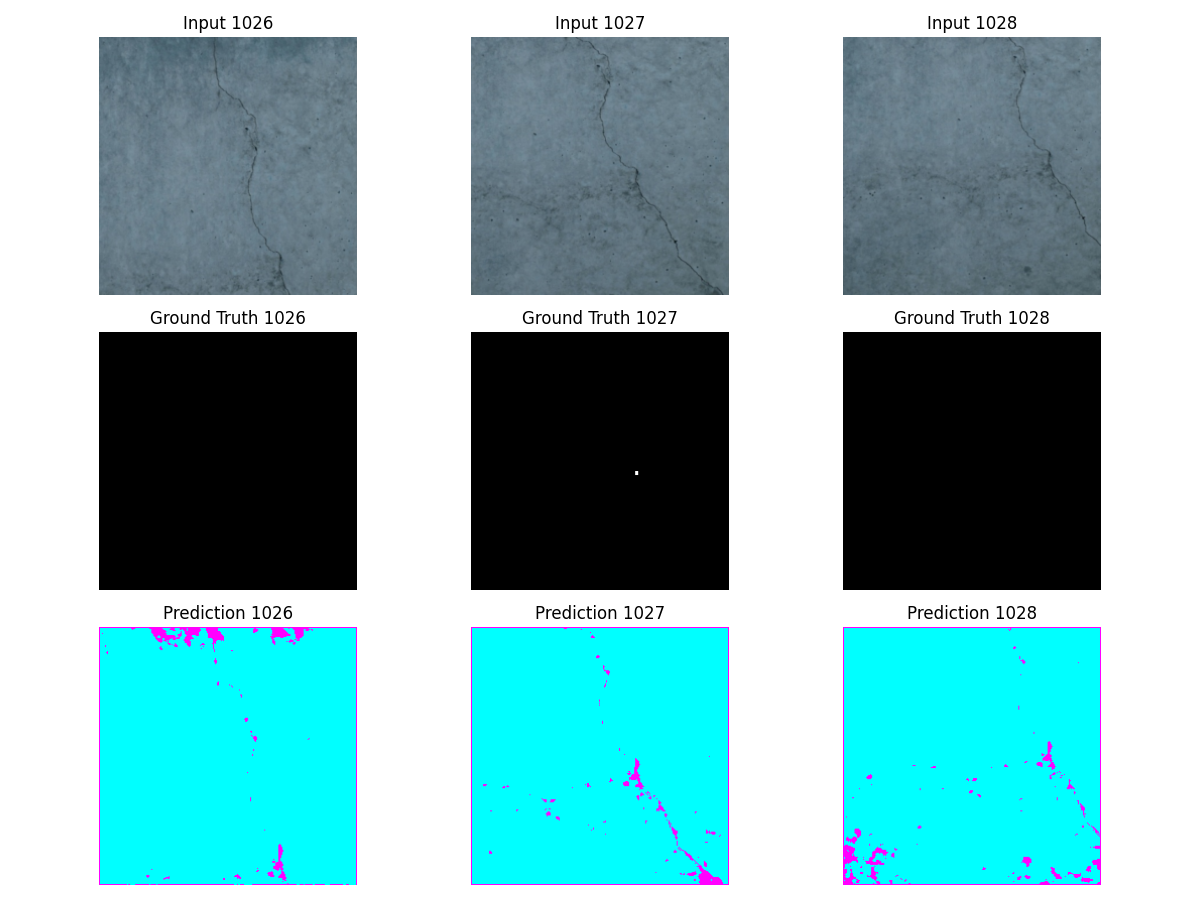 Input 1026
Input 1027
Input 1028
Ground Truth 1026
Ground Truth 1027
Ground Truth 1028
Prediction 1026
Prediction 1027
Prediction 1028